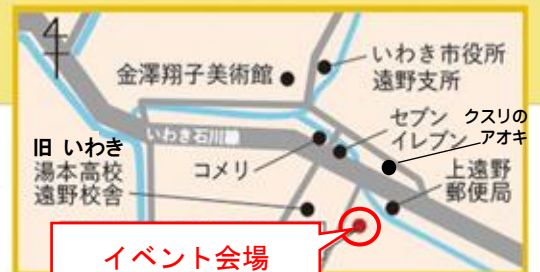 4
金澤翔子美術館
いわき市役所
遠野支所
セブン
イレブン
クスリの
アオキ
いわき石川線
旧 いわき
湯本高校
遠野校舎
コメリ
上遠野
郵便局
イベント会場